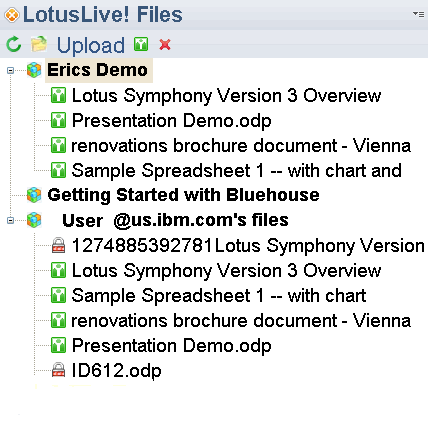 LotusLive! Files
Upload
Erics Demo
Lotus Symphony Version 3 Overview
Presentation Demo.odp
renovations brochure document - Vienna
Sample Spreadsheet 1 -- with chart and
Getting Started with Bluehouse
User @us.ibm.com's files
1274885392781Lotus Symphony Version
Lotus Symphony Version 3 Overview
Sample Spreadsheet 1 -- with chart
renovations brochure document - Vienna
Presentation Demo.odp
ID612.odp